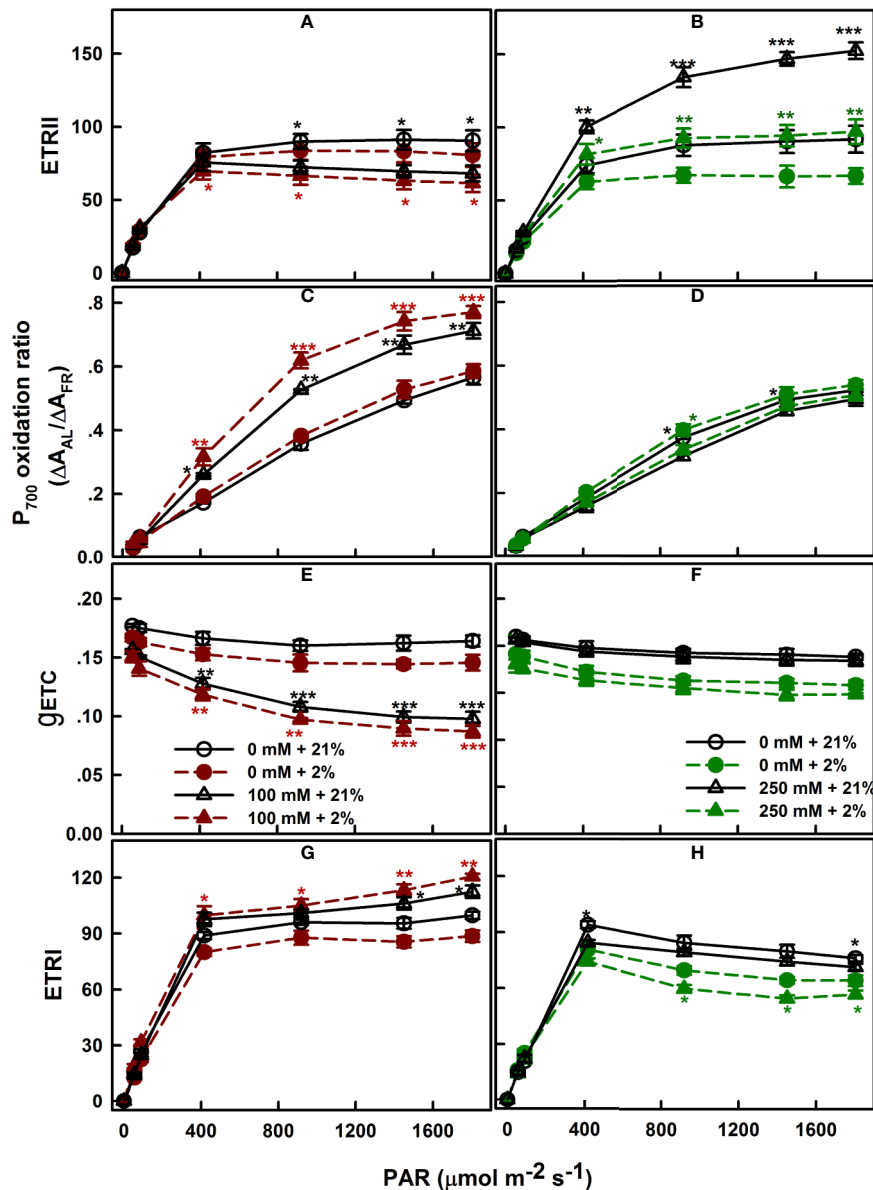 A
B
ETRII
150
100
50
0
* * *
*
* * * *
** *** *** ***
* ** ** **
C
D
P700 oxidation ratio
(ΔAAL/ΔAFR)
.8
.6
.4
.2
0.0
** *** *** ***
* ** ** **
* * *
E
F
gETC
.20
.15
.10
.05
.00
** *** *** ***
** ** *** ***
0 mM + 21%
0 mM + 2%
100 mM + 21%
100 mM + 2%
0 mM + 21%
0 mM + 2%
250 mM + 21%
250 mM + 2%
G
H
ETRI
120
90
60
30
0
* * ** **
* *
* *
* * *
0 400 800 1200 1600
0 400 800 1200 1600
PAR (μmol m-2 s-1)